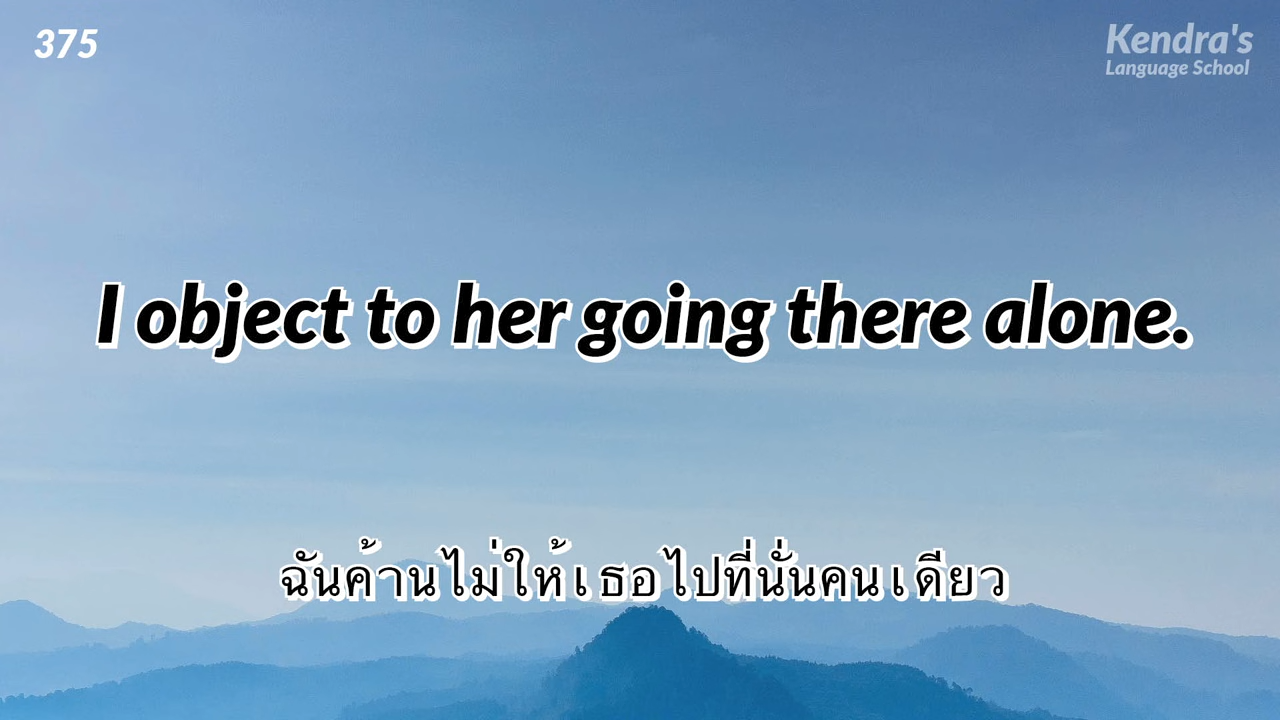 375
Kendra's
Language School
I object to her going there alone.
ฉันค้านไม่ให้เธอไปที่นั่นคนเดียว